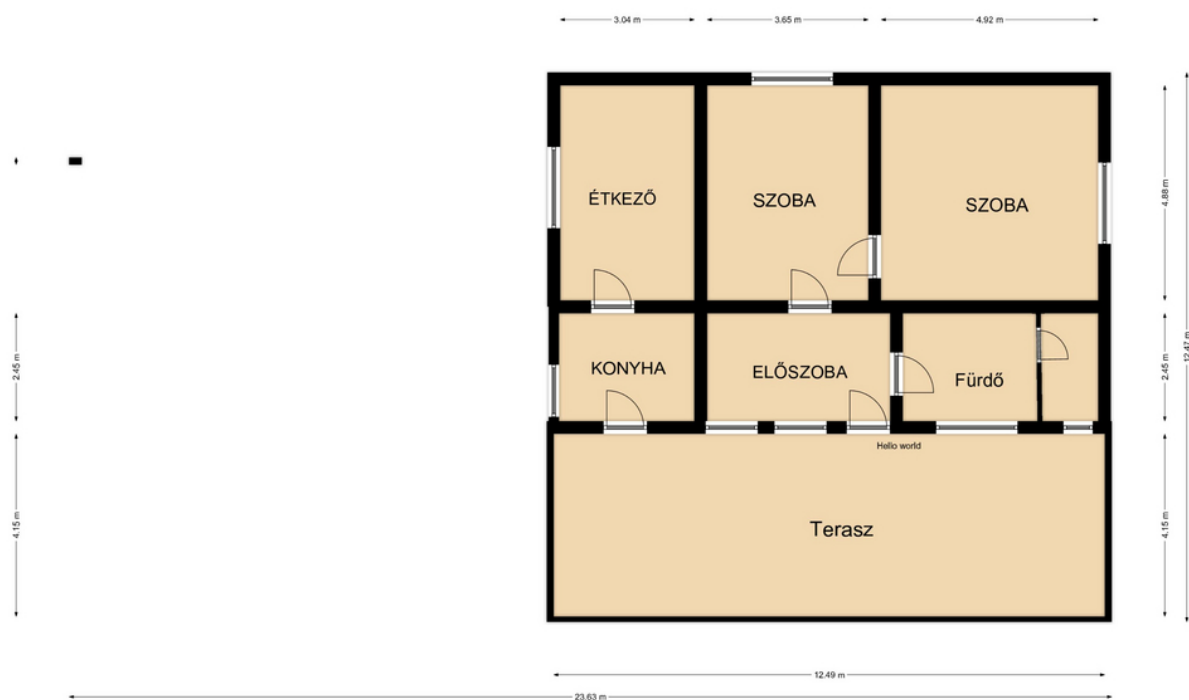 3.04 m
3.65 m
4.92 m
ÉTKEZŐ
SZOBA
SZOBA
4.88 m
12.47 m
2.45 m
KONYHA
ELŐSZOBA
Fürdő
2.45 m
Hello world
4.15 m
Terasz
4.15 m
12.49 m
23.63 m